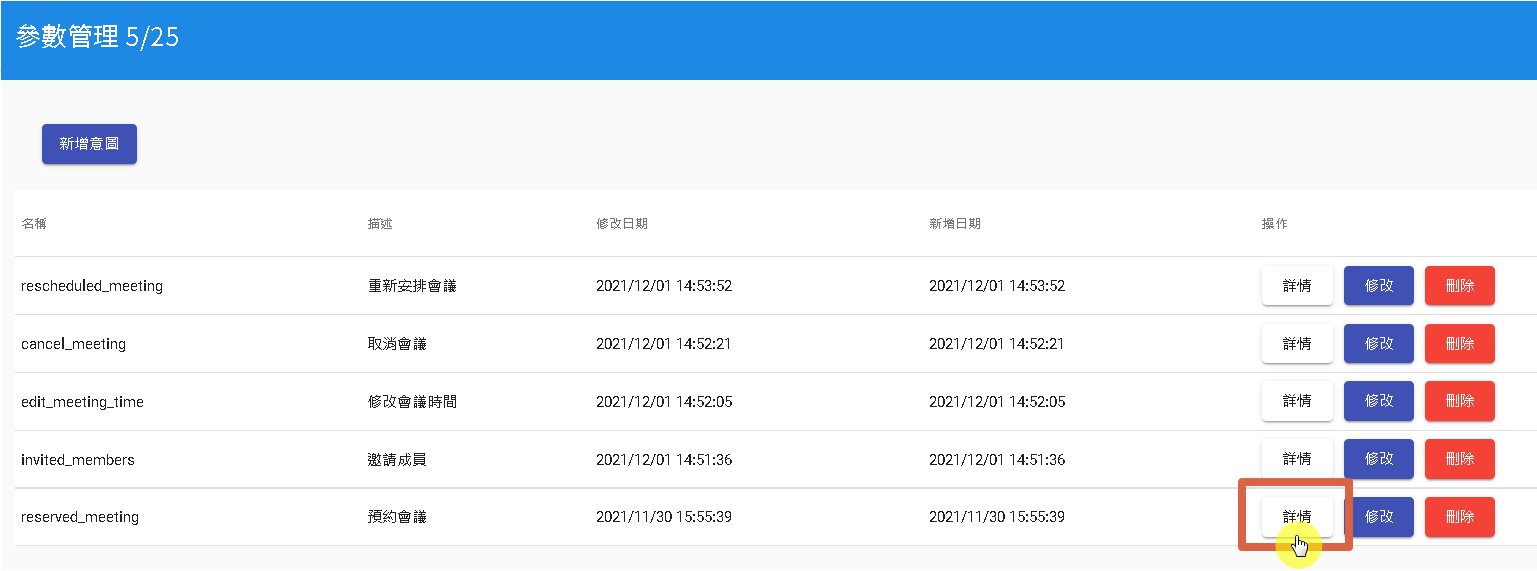 參數管理 5/25
新增意圖
名稱 描述 修改日期 新增日期 操作
rescheduled_meeting 重新安排會議 2021/12/01 14:53:52 2021/12/01 14:53:52 詳情 修改 刪除
cancel_meeting 取消會議 2021/12/01 14:52:21 2021/12/01 14:52:21 詳情 修改 刪除
edit_meeting_time 修改會議時間 2021/12/01 14:52:05 2021/12/01 14:52:05 詳情 修改 刪除
invited_members 邀請成員 2021/12/01 14:51:36 2021/12/01 14:51:36 詳情 修改 刪除
reserved_meeting 預約會議 2021/11/30 15:55:39 2021/11/30 15:55:39 詳情 修改 刪除